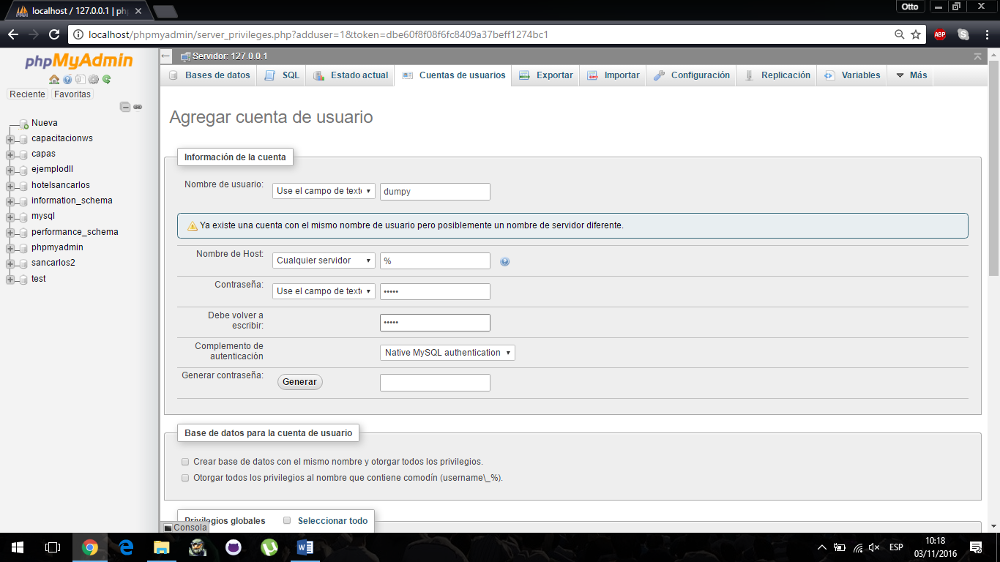 localhost / 127.0.0.1 | ph
Otto
localhost/phpmyadmin/server_privileges.php?adduser=1&token=dbe60f8f08f6fc8409a37beff1274bc1
ABP
phpMyAdmin
Reciente
Favoritas
Nueva
capacitacionws
capas
ejemplodll
hotelsancarlos
information_schema
mysql
performance_schema
phpmyadmin
sancarlos2
test
Servidor: 127.0.0.1
Bases de datos
SQL
Estado actual
Cuentas de usuarios
Exportar
Importar
Configuración
Replicación
Variables
Más
Agregar cuenta de usuario
Información de la cuenta
Nombre de usuario:
Use el campo de text
dumpy
Ya existe una cuenta con el mismo nombre de usuario pero posiblemente un nombre de servidor diferente.
Nombre de Host:
Cualquier servidor
%
Contraseña:
Use el campo de text
•••••
Debe volver a
escribir:
•••••
Complemento de
autenticación
Native MySQL authentication
Generar contraseña:
Generar
Base de datos para la cuenta de usuario
Crear base de datos con el mismo nombre y otorgar todos los privilegios.
Otorgar todos los privilegios al nombre que contiene comodín (username\_%).
Privilegios globales
Seleccionar todo
Consola
ESP
10:18
03/11/2016